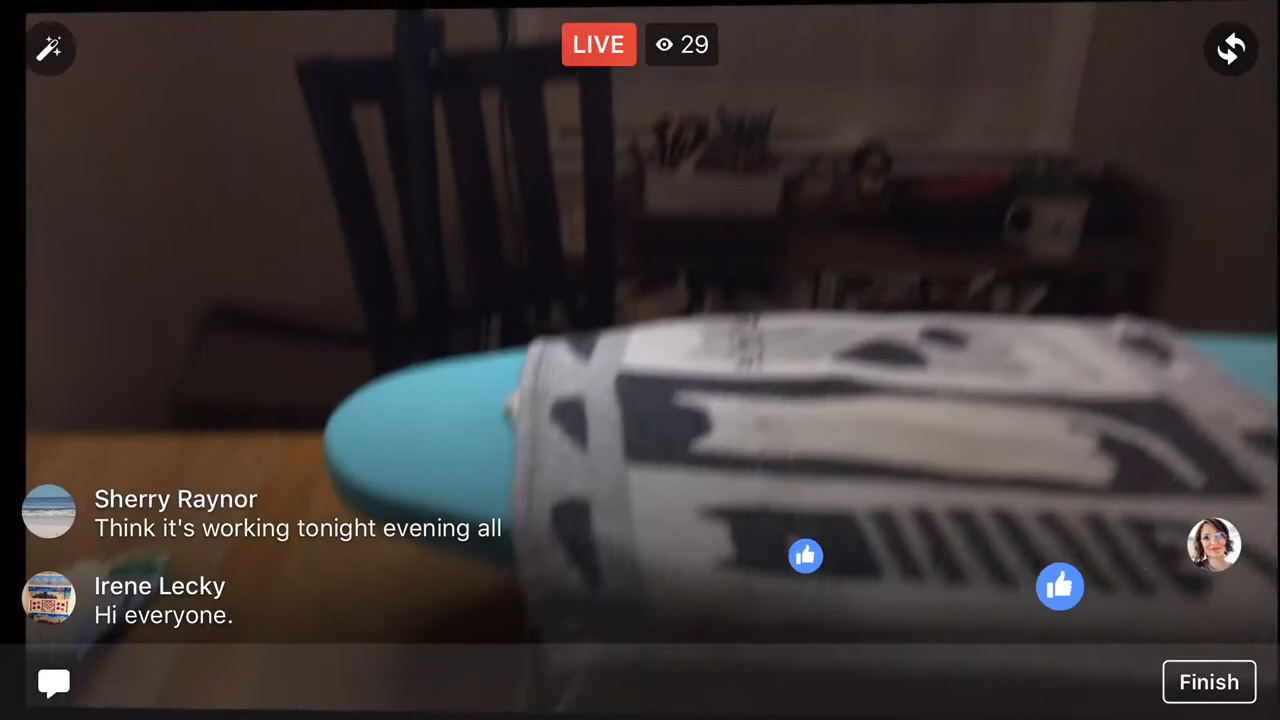 LIVE
29
Sherry Raynor
Think it's working tonight evening all
Irene Lecky
Hi everyone.
Finish